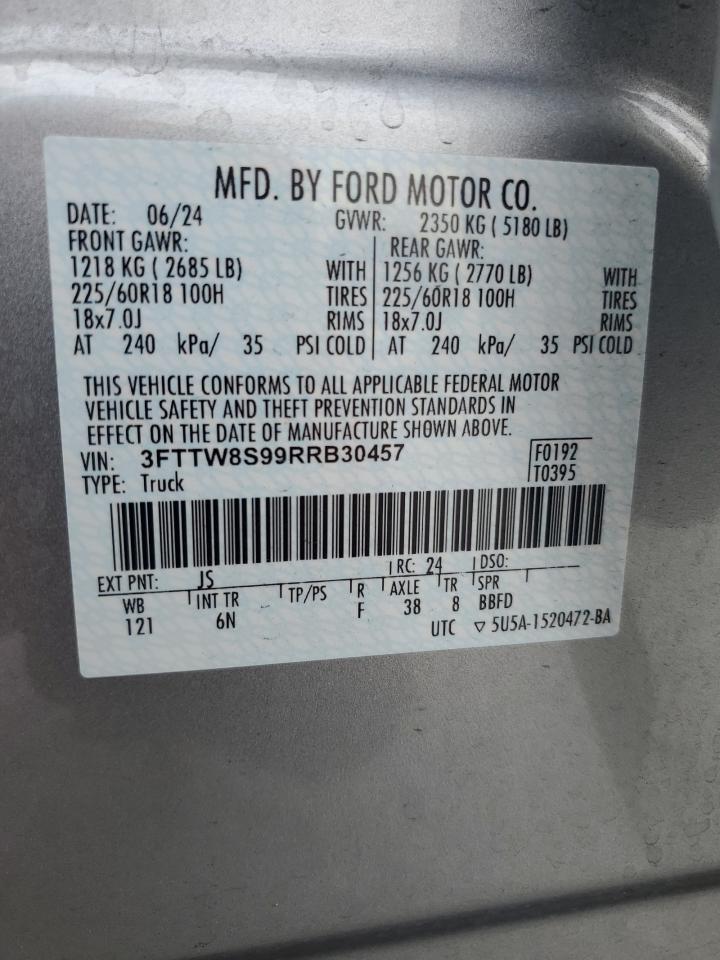 MFD. BY FORD MOTOR CO.
DATE: 06/24 GVWR: 2350 KG ( 5180 LB)
FRONT GAWR: REAR GAWR:
1218 KG ( 2685 LB) WITH 1256 KG ( 2770 LB) WITH
225/60R18 100H TIRES 225/60R18 100H TIRES
18x7.0J RIMS 18x7.0J RIMS
AT 240 kPa/ 35 PSI COLD AT 240 kPa/ 35 PSI COLD
THIS VEHICLE CONFORMS TO ALL APPLICABLE FEDERAL MOTOR
VEHICLE SAFETY AND THEFT PREVENTION STANDARDS IN
EFFECT ON THE DATE OF MANUFACTURE SHOWN ABOVE.
VIN: 3FTTW8S99RRB30457 F0192
TYPE: Truck T0395
EXT PNT: JS RC: 24 DSO:
WB INT TR TP/PS R AXLE TR SPR
121 6N F 38 8 BBFD
UTC ▽ 5U5A-1520472-BA